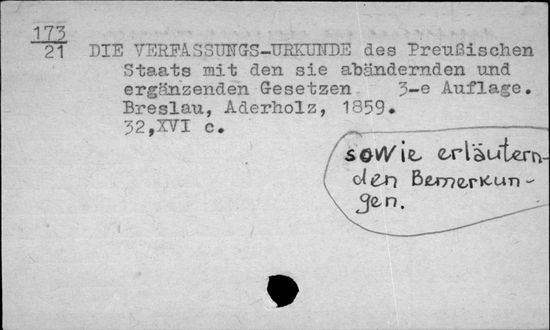 173
21
DIE VERFASSUNGS-URKUNDE des Preußischen
Staats mit den sie abändernden und
ergänzenden Gesetzen 3-e Auflage.
Breslau, Aderholz, 1859.
32,XVI c.
sowie erläutern-
den Bemerkun-
gen.